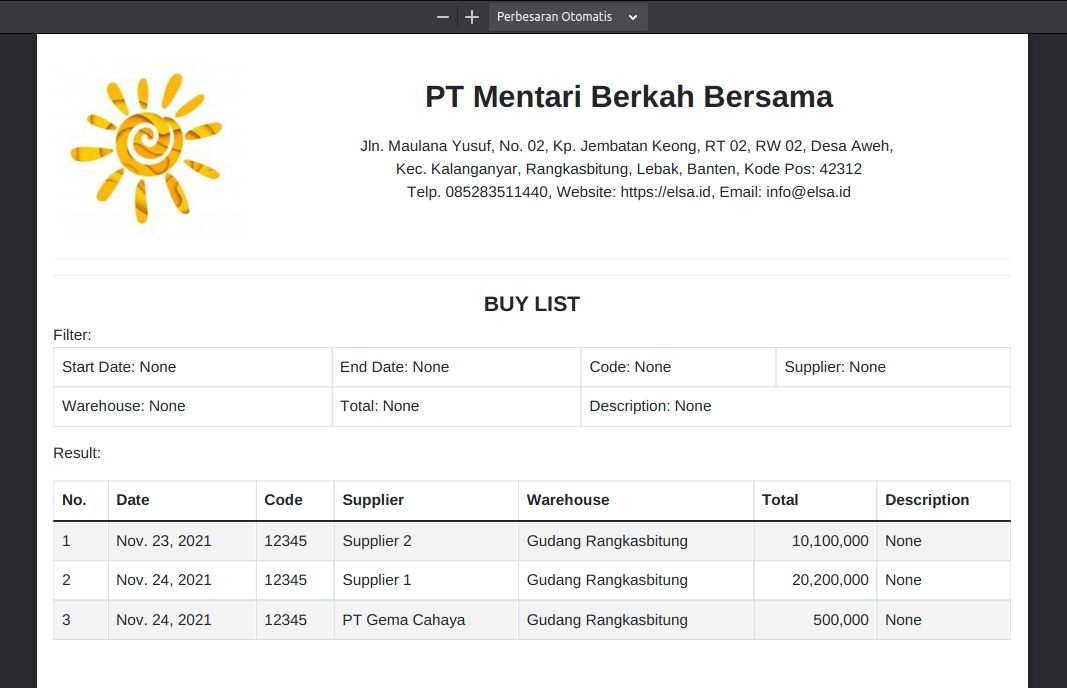 Perbesaran Otomatis
PT Mentari Berkah Bersama
Jln. Maulana Yusuf, No. 02, Kp. Jembatan Keong, RT 02, RW 02, Desa Aweh,
Kec. Kalanganyar, Rangkasbitung, Lebak, Banten, Kode Pos: 42312
Telp. 085283511440, Website: https://elsa.id, Email: info@elsa.id
BUY LIST
Filter:
Start Date: None End Date: None Code: None Supplier: None
Warehouse: None Total: None Description: None
Result:
No. Date Code Supplier Warehouse Total Description
1 Nov. 23, 2021 12345 Supplier 2 Gudang Rangkasbitung 10,100,000 None
2 Nov. 24, 2021 12345 Supplier 1 Gudang Rangkasbitung 20,200,000 None
3 Nov. 24, 2021 12345 PT Gema Cahaya Gudang Rangkasbitung 500,000 None